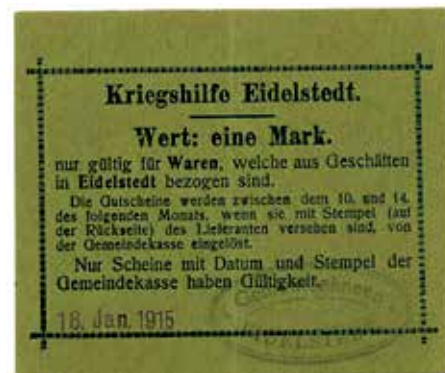 Kriegshilfe Eidelstedt.
Wert: eine Mark.
nur gültig für Waren, welche aus Geschäften
in Eidelstedt bezogen sind.
Die Gutscheine werden zwischen dem 10. und 14.
des folgenden Monats, wenn sie mit Stempel (auf
der Rückseite) des Lieferanten versehen sind, von
der Gemeindekasse eingelöst.
Nur Scheine mit Datum und Stempel der
Gemeindekasse haben Gültigkeit.
18. Jan. 1915
EIDELSTEDT